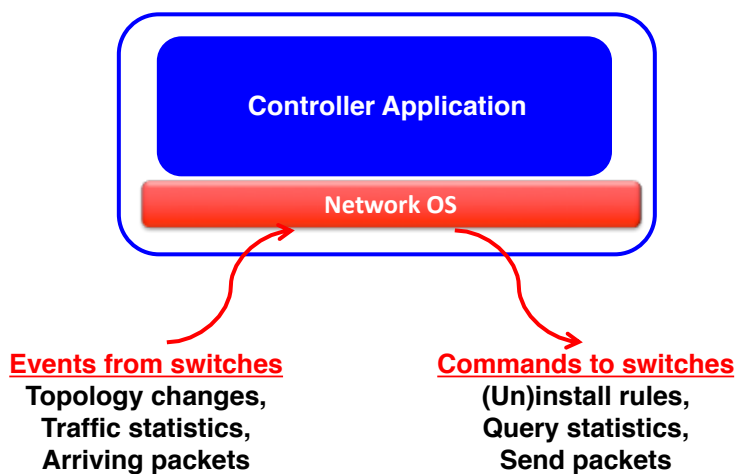 Controller Application
Network OS
Events from switches
Topology changes,
Traffic statistics,
Arriving packets
Commands to switches
(Un)install rules,
Query statistics,
Send packets